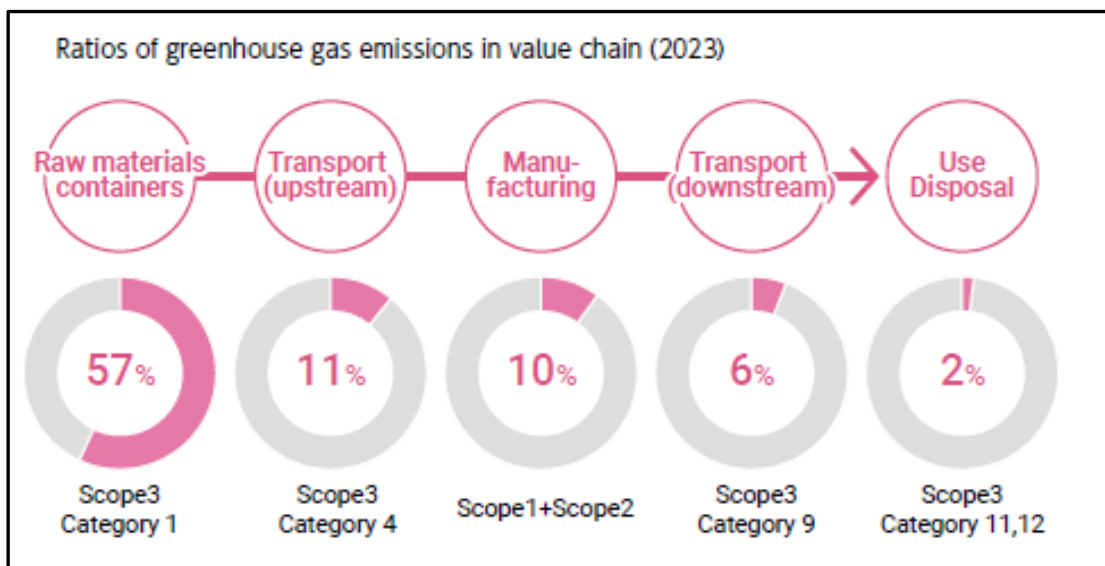 Ratios of greenhouse gas emissions in value chain (2023)
Raw materials
containers
Transport
(upstream)
Manu-
facturing
Transport
(downstream)
Use
Disposal
57%
11%
10%
6%
2%
Scope3
Category 1
Scope3
Category 4
Scope1+Scope2
Scope3
Category 9
Scope3
Category 11,12